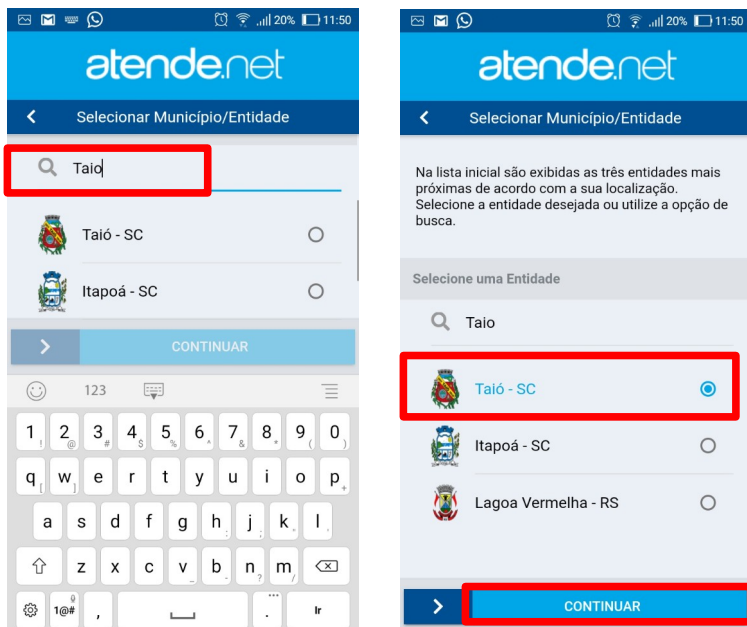 20% 11:50
atende.net
Selecionar Município/Entidade
Taio
Taió - SC
Itapoá - SC
CONTINUAR
123
1 ! 2 @ 3 # 4 $ 5 % 6 ^ 7 & 8 * 9 ( 0 )
q [ w ] e r t y u i o p +
a s d f g h : j ; k , l .
z x c v _ b - n ? m /
1@# , . Ir
20% 11:50
atende.net
Selecionar Município/Entidade
Na lista inicial são exibidas as três entidades mais
próximas de acordo com a sua localização.
Selecione a entidade desejada ou utilize a opção de
busca.
Selecione uma Entidade
Taio
Taió - SC
Itapoá - SC
Lagoa Vermelha - RS
CONTINUAR